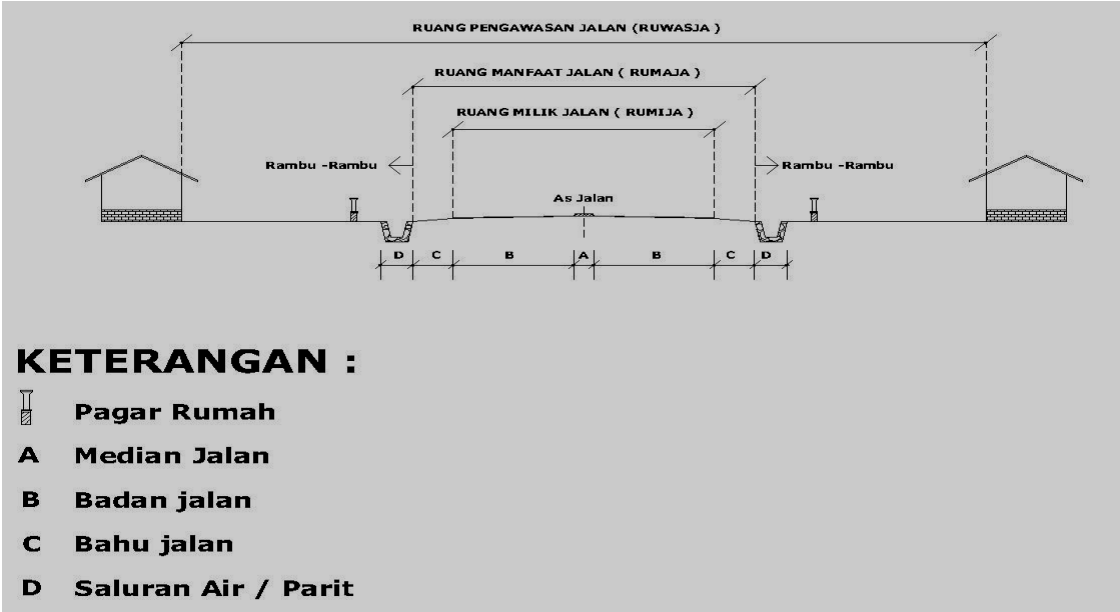 RUANG PENGAWASAN JALAN (RUWASJA )
RUANG MANFAAT JALAN ( RUMAJA )
RUANG MILIK JALAN ( RUMIJA )
Rambu -Rambu
Rambu -Rambu
As Jalan
D C B A B C D
KETERANGAN :
Pagar Rumah
A Median Jalan
B Badan jalan
C Bahu jalan
D Saluran Air / Parit